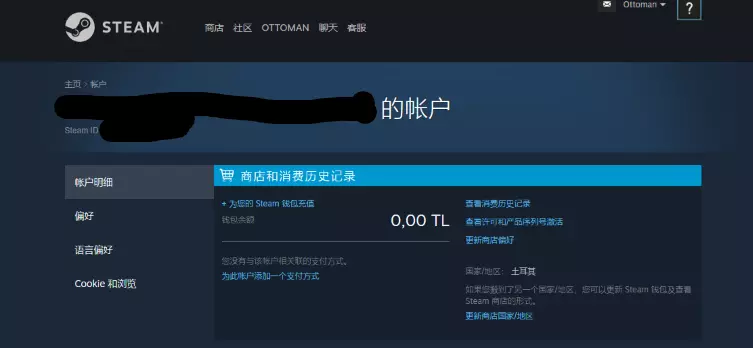 Ottoman
?
STEAM® 商店 社区 OTTOMAN 聊天 客服
主页 > 帐户
的帐户
Steam ID
帐户明细
偏好
语言偏好
Cookie 和浏览
商店和消费历史记录
+ 为您的 Steam 钱包充值
钱包余额 0,00 TL
您没有与该帐户相关联的支付方式。
为此账户添加一个支付方式
查看消费历史记录
查看许可和产品序列号激活
更新商店偏好
国家/地区： 土耳其
如果您搬到了另一个国家/地区，您可以更新 Steam 钱包及查看
Steam 商店的形式。
更新商店国家/地区